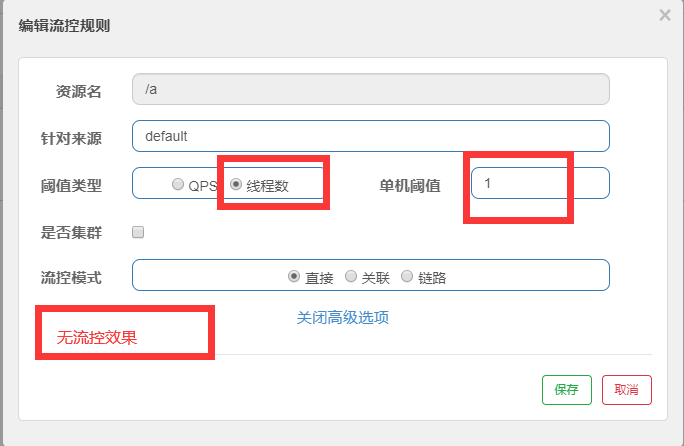 编辑流控规则 ×
资源名 /a
针对来源 default
阈值类型 QPS 线程数 单机阈值 1
是否集群
流控模式 直接 关联 链路
关闭高级选项
无流控效果
保存 取消